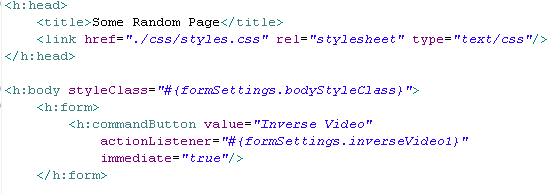 <h:head>
<title>Some Random Page</title>
<link href="./css/styles.css" rel="stylesheet" type="text/css"/>
</h:head>
<h:body styleClass="#{formSettings.bodyStyleClass}">
<h:form>
<h:commandButton value="Inverse Video"
actionListener="#{formSettings.inverseVideo1}"
immediate="true"/>
</h:form>